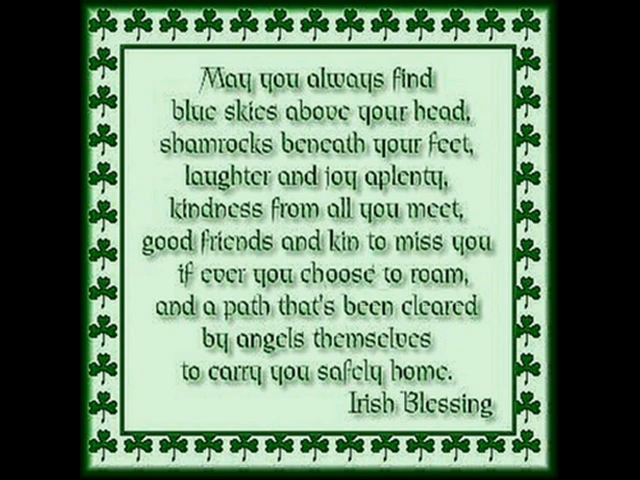 May you always find
blue skies above your head,
shamrocks beneath your feet,
laughter and joy aplenty,
kindness from all you meet,
good friends and kin to miss you
if ever you choose to roam,
and a path that's been cleared
by angels themselves
to carry you safely home.
Irish Blessing